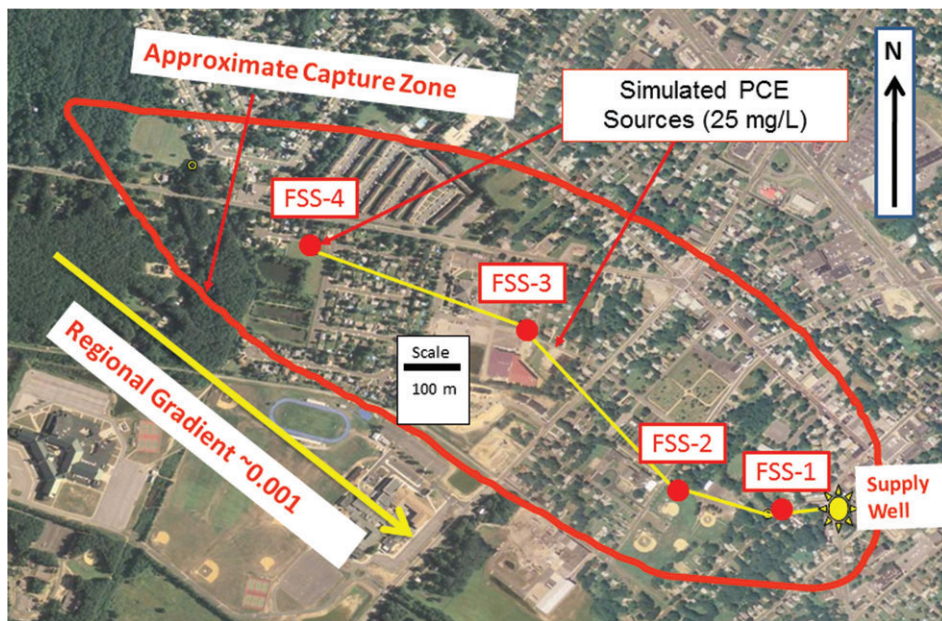 Approximate Capture Zone
Simulated PCE
Sources (25 mg/L)
N
FSS-4
FSS-3
Scale
100 m
Regional Gradient ~0.001
FSS-2
FSS-1
Supply
Well